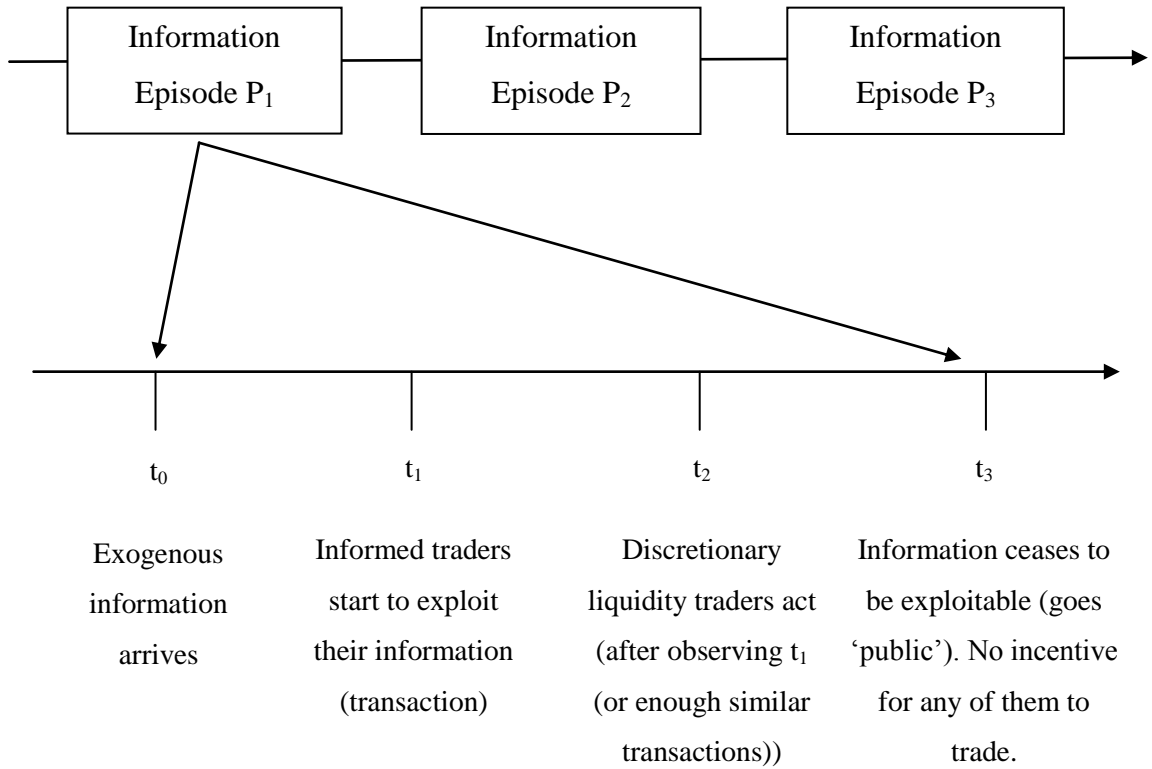 Information
Episode P₁
Information
Episode P₂
Information
Episode P₃
t₀
t₁
t₂
t₃
Exogenous
information
arrives
Informed traders
start to exploit
their information
(transaction)
Discretionary
liquidity traders act
(after observing t₁
(or enough similar
transactions))
Information ceases to
be exploitable (goes
‘public’). No incentive
for any of them to
trade.